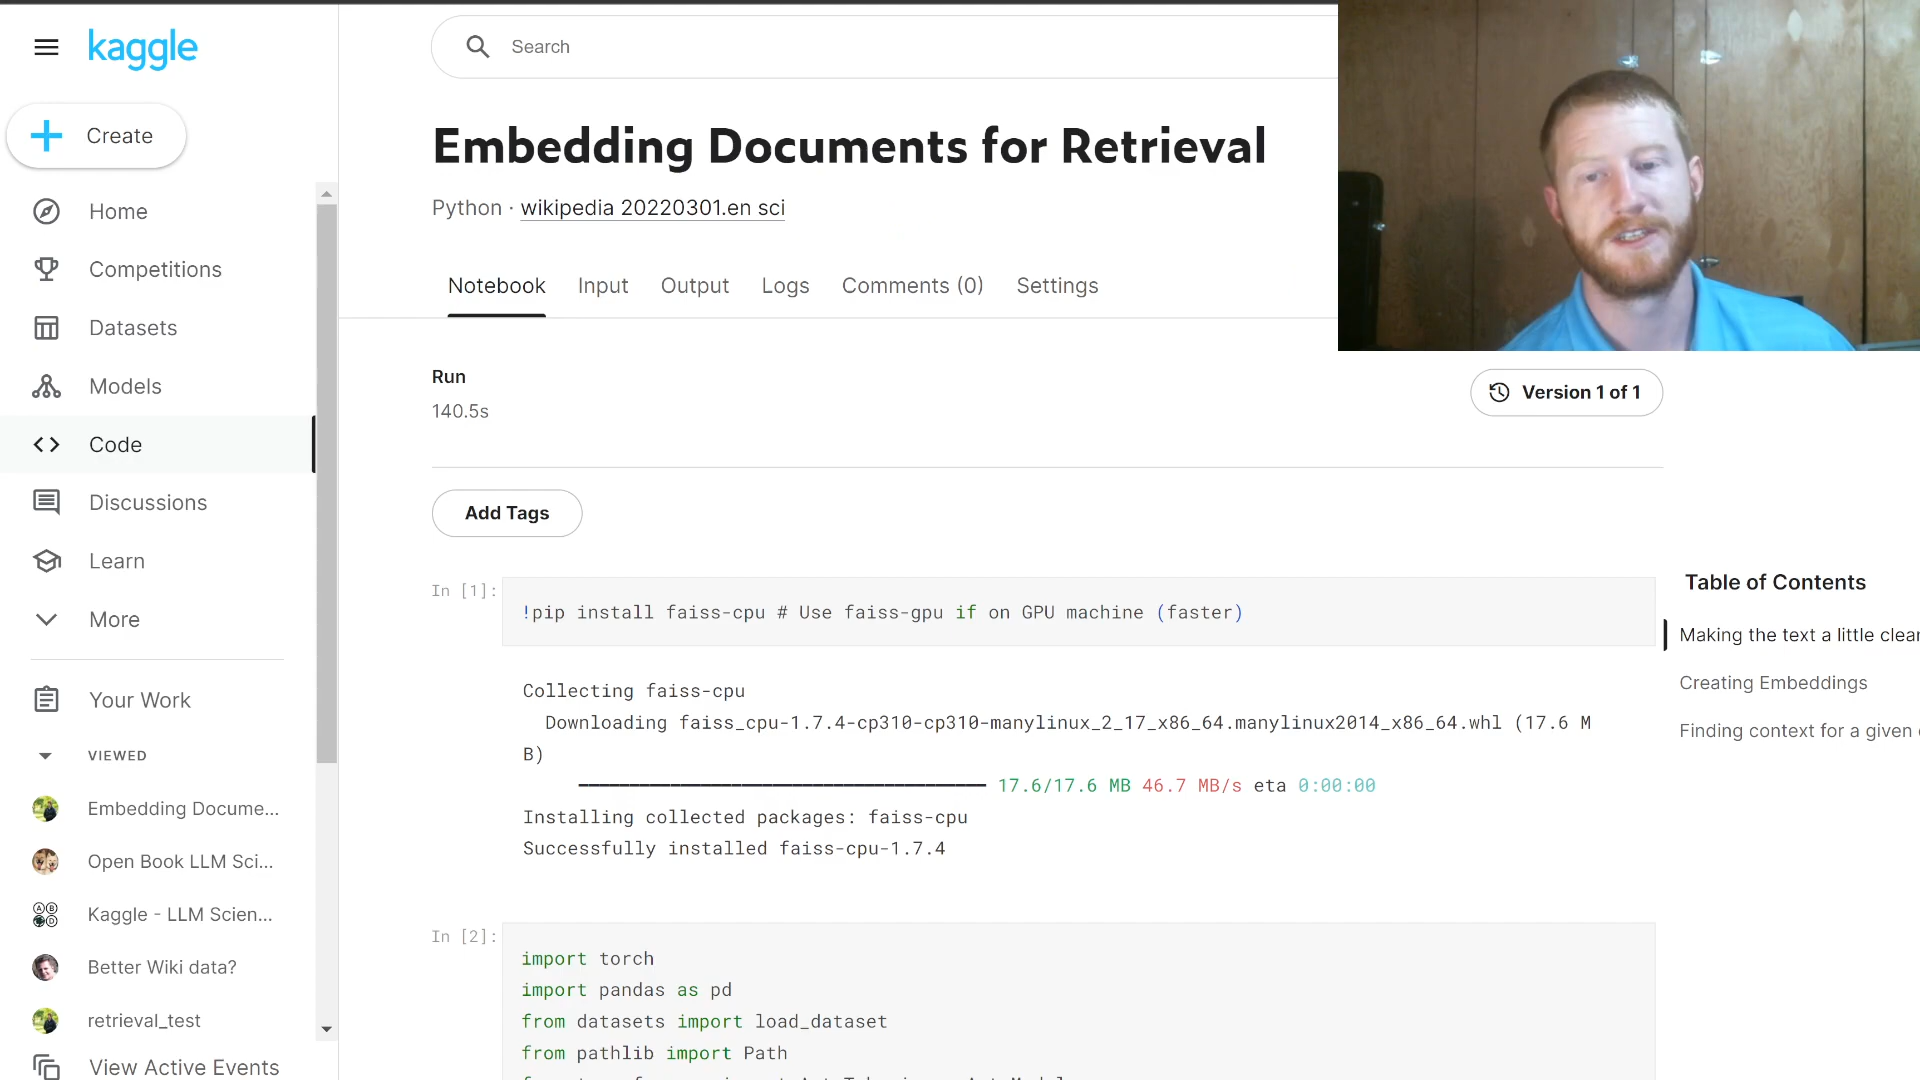 kaggle
Search
Create
Home
Competitions
Datasets
Models
Code
Discussions
Learn
More
Your Work
VIEWED
Embedding Docume...
Open Book LLM Sci...
Kaggle - LLM Scien...
Better Wiki data?
retrieval_test
View Active Events
Embedding Documents for Retrieval
Python · wikipedia 20220301.en sci
Notebook Input Output Logs Comments (0) Settings
Run
140.5s
Version 1 of 1
Add Tags
In [1]:
!pip install faiss-cpu # Use faiss-gpu if on GPU machine (faster)
Collecting faiss-cpu
Downloading faiss_cpu-1.7.4-cp310-cp310-manylinux_2_17_x86_64.manylinux2014_x86_64.whl (17.6 M
B)
17.6/17.6 MB 46.7 MB/s eta 0:00:00
Installing collected packages: faiss-cpu
Successfully installed faiss-cpu-1.7.4
In [2]:
import torch
import pandas as pd
from datasets import load_dataset
from pathlib import Path
Table of Contents
Making the text a little clean
Creating Embeddings
Finding context for a given